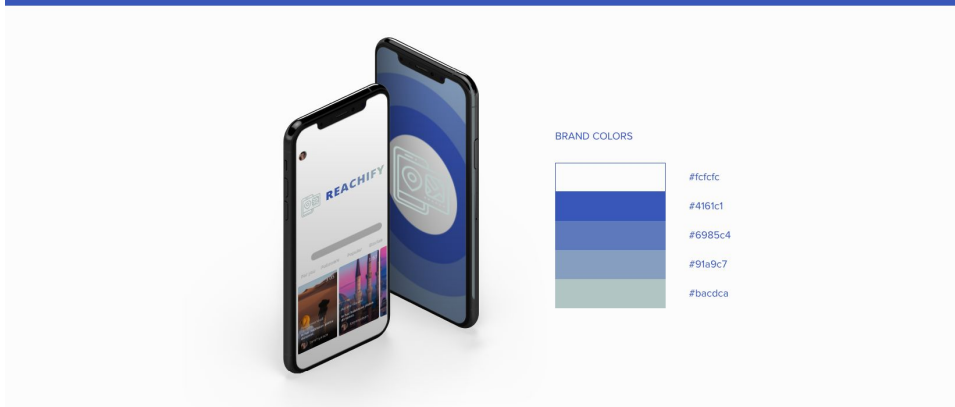 REACHIFY
BRAND COLORS
#fcfcfc
#4161c1
#6985c4
#91a9c7
#bacdca